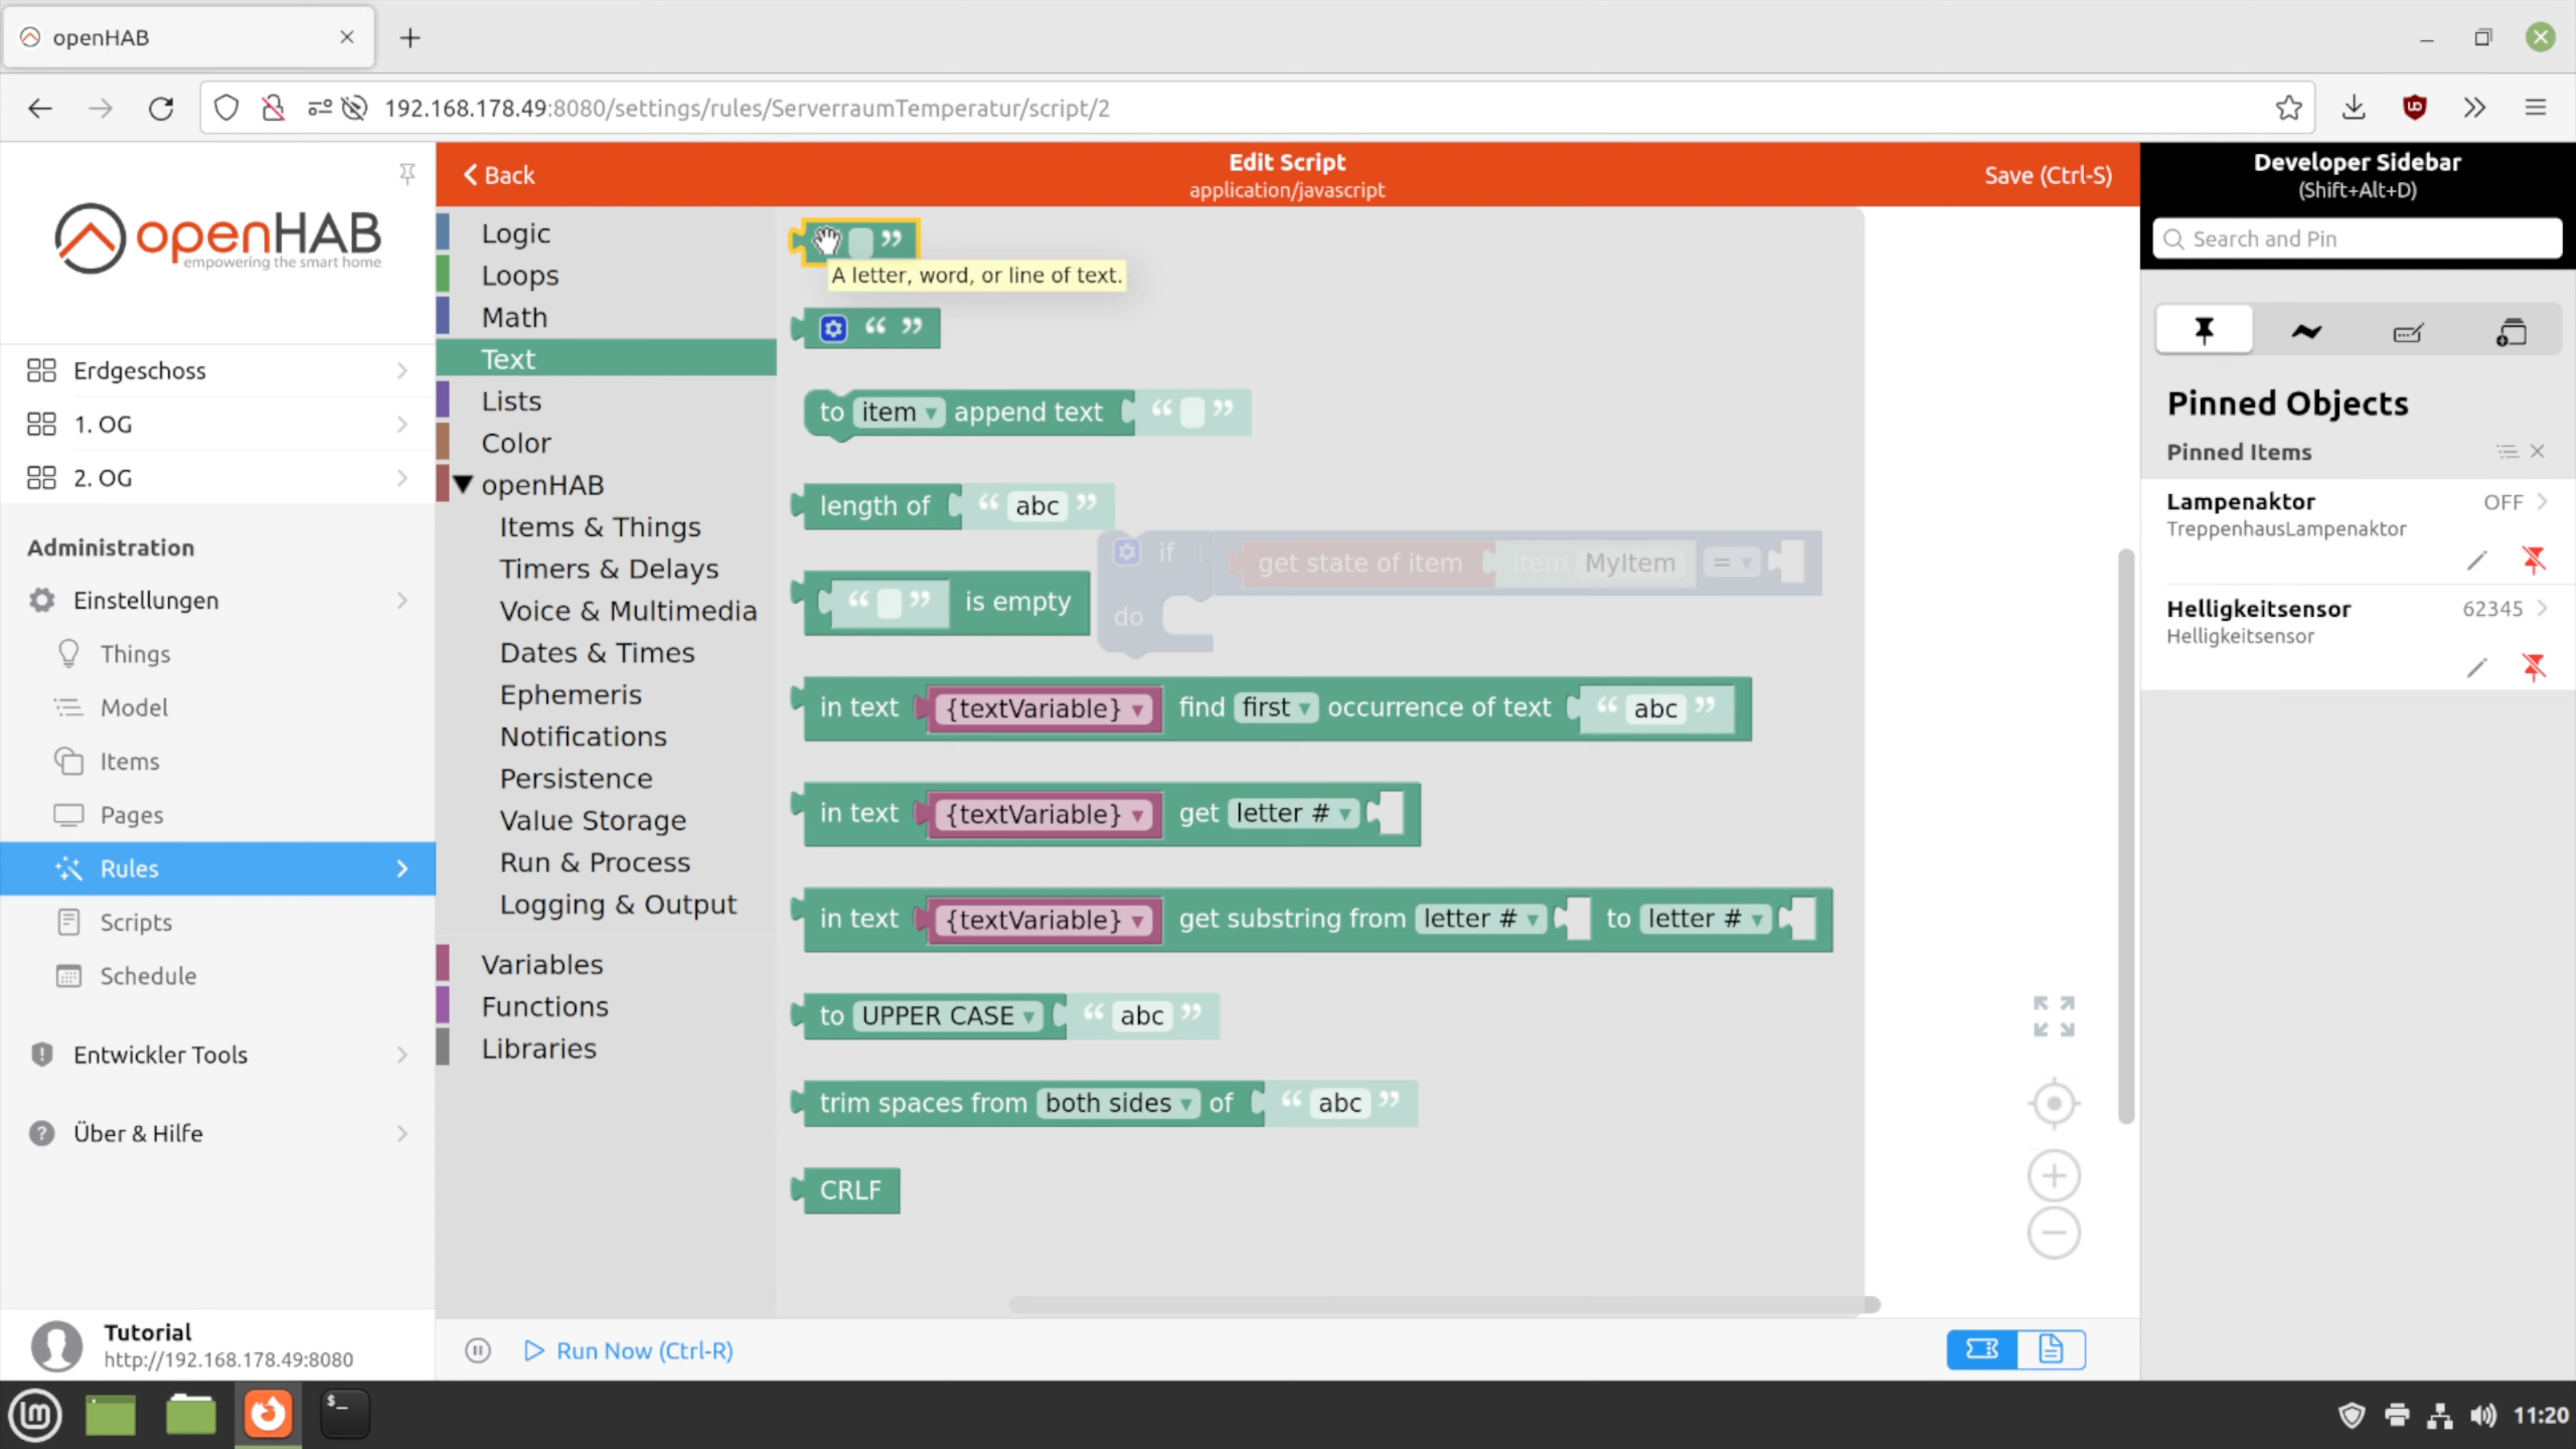 openHAB
192.168.178.49:8080/settings/rules/ServerraumTemperatur/script/2
openHAB
empowering the smart home
Erdgeschoss
1. OG
2. OG
Administration
Einstellungen
Things
Model
Items
Pages
Rules
Scripts
Schedule
Entwickler Tools
Über & Hilfe
Tutorial
http://192.168.178.49:8080
Back
Edit Script
application/javascript
Save (Ctrl-S)
Logic
Loops
Math
Text
Lists
Color
openHAB
Items & Things
Timers & Delays
Voice & Multimedia
Dates & Times
Ephemeris
Notifications
Persistence
Value Storage
Run & Process
Logging & Output
Variables
Functions
Libraries
”
A letter, word, or line of text.
“ ”
to item ▾ append text “ ”
length of “ abc ”
if get state of item item MyItem = ▾
do
“ ” is empty
in text {textVariable} ▾ find first ▾ occurrence of text “ abc ”
in text {textVariable} ▾ get letter # ▾
in text {textVariable} ▾ get substring from letter # ▾ to letter # ▾
to UPPER CASE ▾ “ abc ”
trim spaces from both sides ▾ of “ abc ”
CRLF
Run Now (Ctrl-R)
Developer Sidebar
(Shift+Alt+D)
Search and Pin
Pinned Objects
Pinned Items
Lampenaktor OFF
TreppenhausLampenaktor
Helligkeitsensor 62345
Helligkeitsensor
$_
11:20